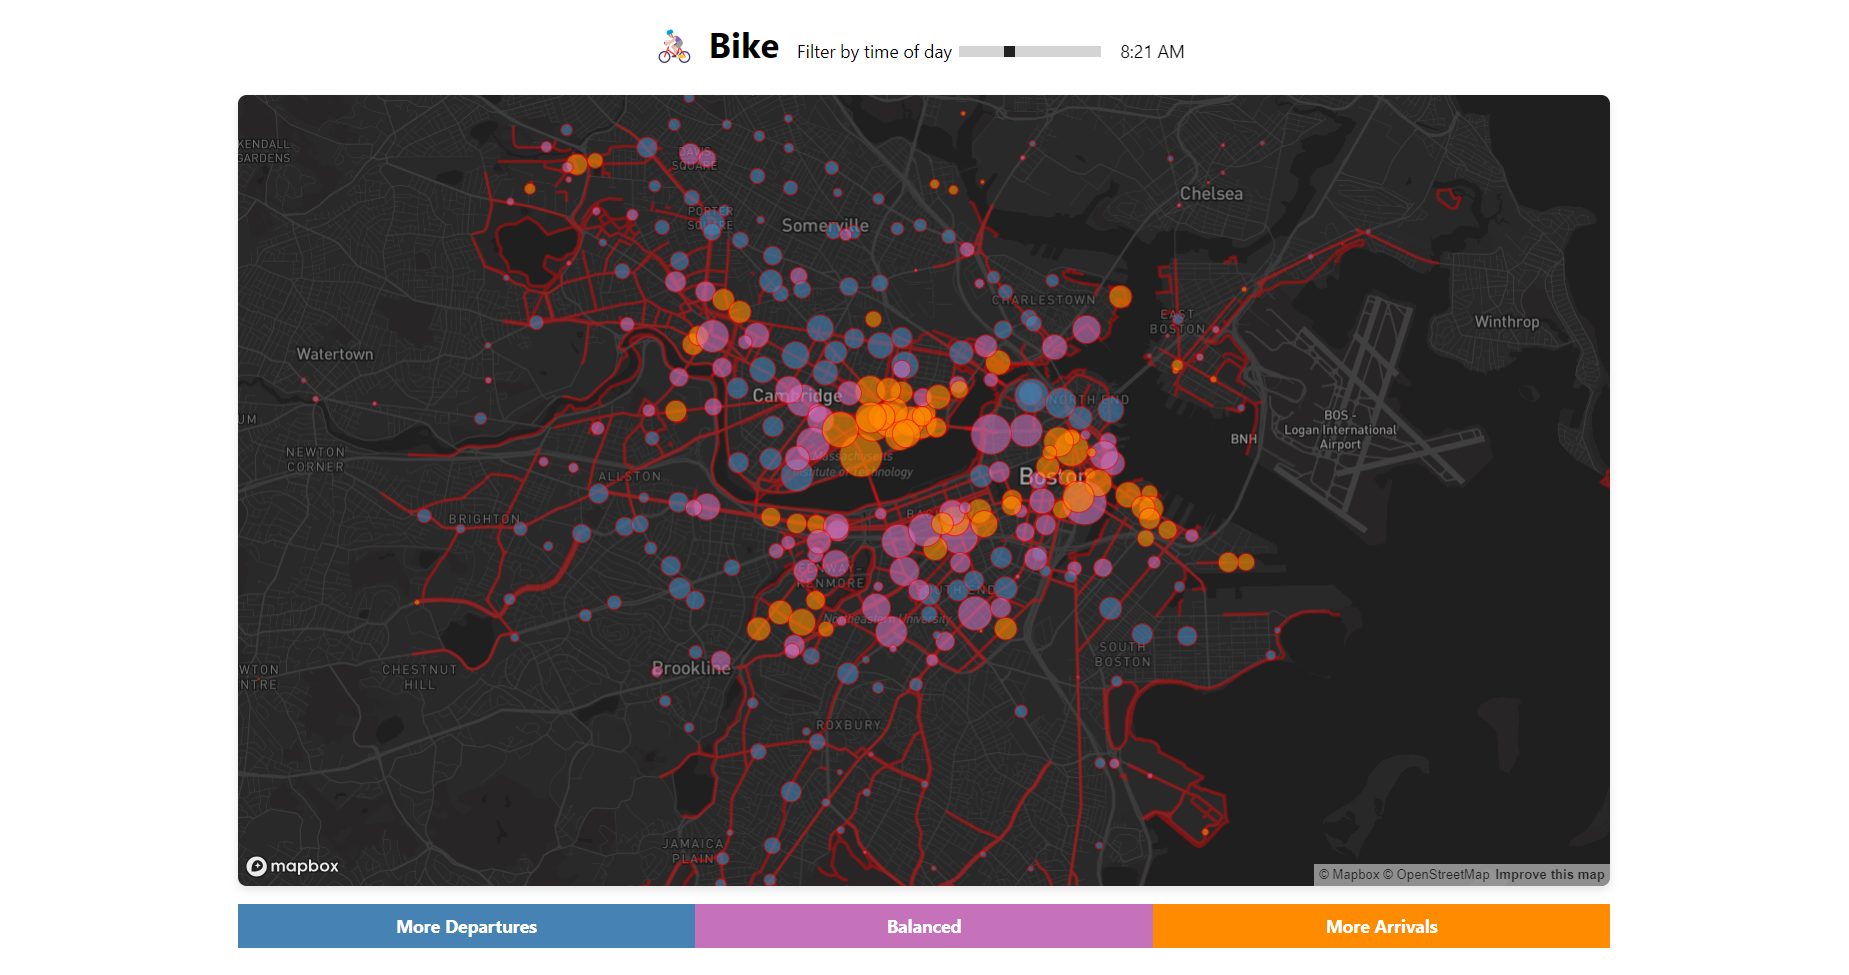 Bike
Filter by time of day
8:21 AM
KENDALL
GARDENS
DAVIS
SQUARE
Chelsea
PORTER
SQUARE
Somerville
CHARLESTOWN
EAST
BOSTON
Winthrop
Watertown
Cambridge
NORTH END
UM
BOS -
Logan International
Airport
BNH
NEWTON
CORNER
Massachusetts
Institute of Technology
ALLSTON
Boston
BRIGHTON
BA
FENWAY-
KENMORE
SOUTH END
Northeastern University
SOUTH
BOSTON
WTON
NTRE
CHESTNUT
HILL
Brookline
ROXBURY
JAMAICA
PLAIN
mapbox
© Mapbox © OpenStreetMap Improve this map
More Departures
Balanced
More Arrivals